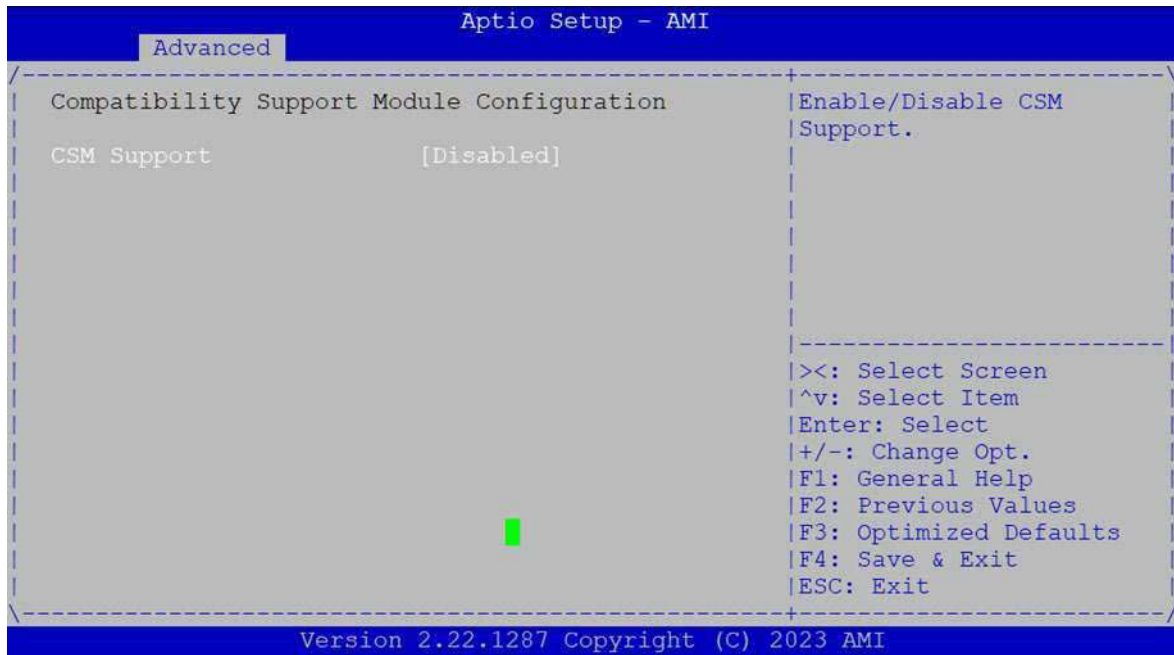 Aptio Setup - AMI
Advanced
Compatibility Support Module Configuration
CSM Support [Disabled]
Enable/Disable CSM
Support.
><: Select Screen
^v: Select Item
Enter: Select
+/-: Change Opt.
F1: General Help
F2: Previous Values
F3: Optimized Defaults
F4: Save & Exit
ESC: Exit
Version 2.22.1287 Copyright (C) 2023 AMI